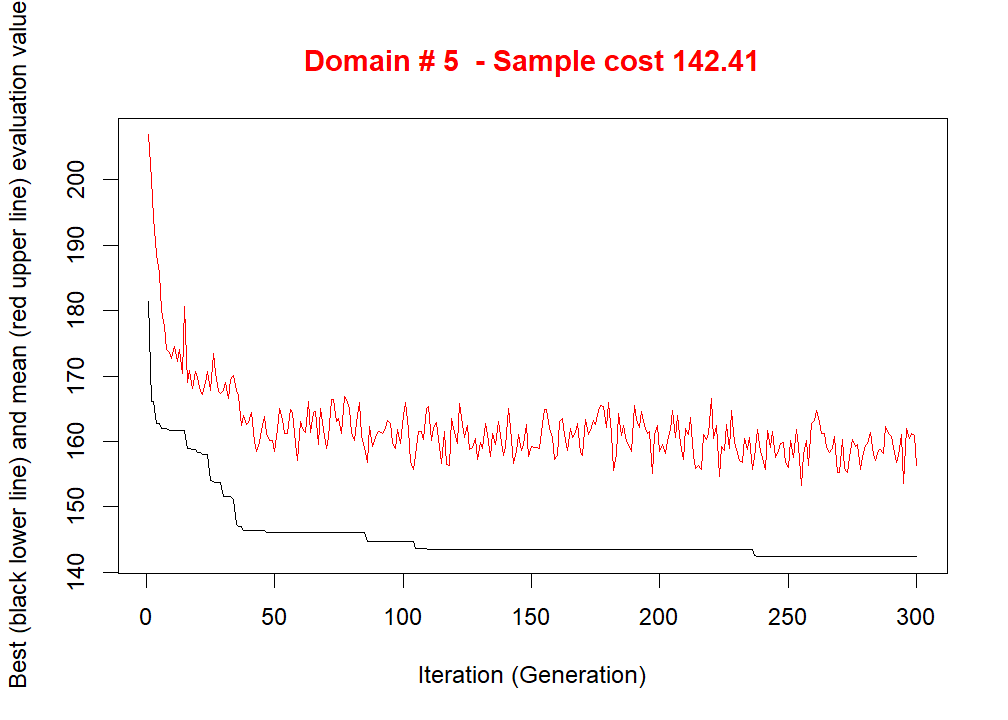 Domain # 5  - Sample cost 142.41
Best (black lower line) and mean (red upper line) evaluation value
200
190
180
170
160
150
140
0 50 100 150 200 250 300
Iteration (Generation)